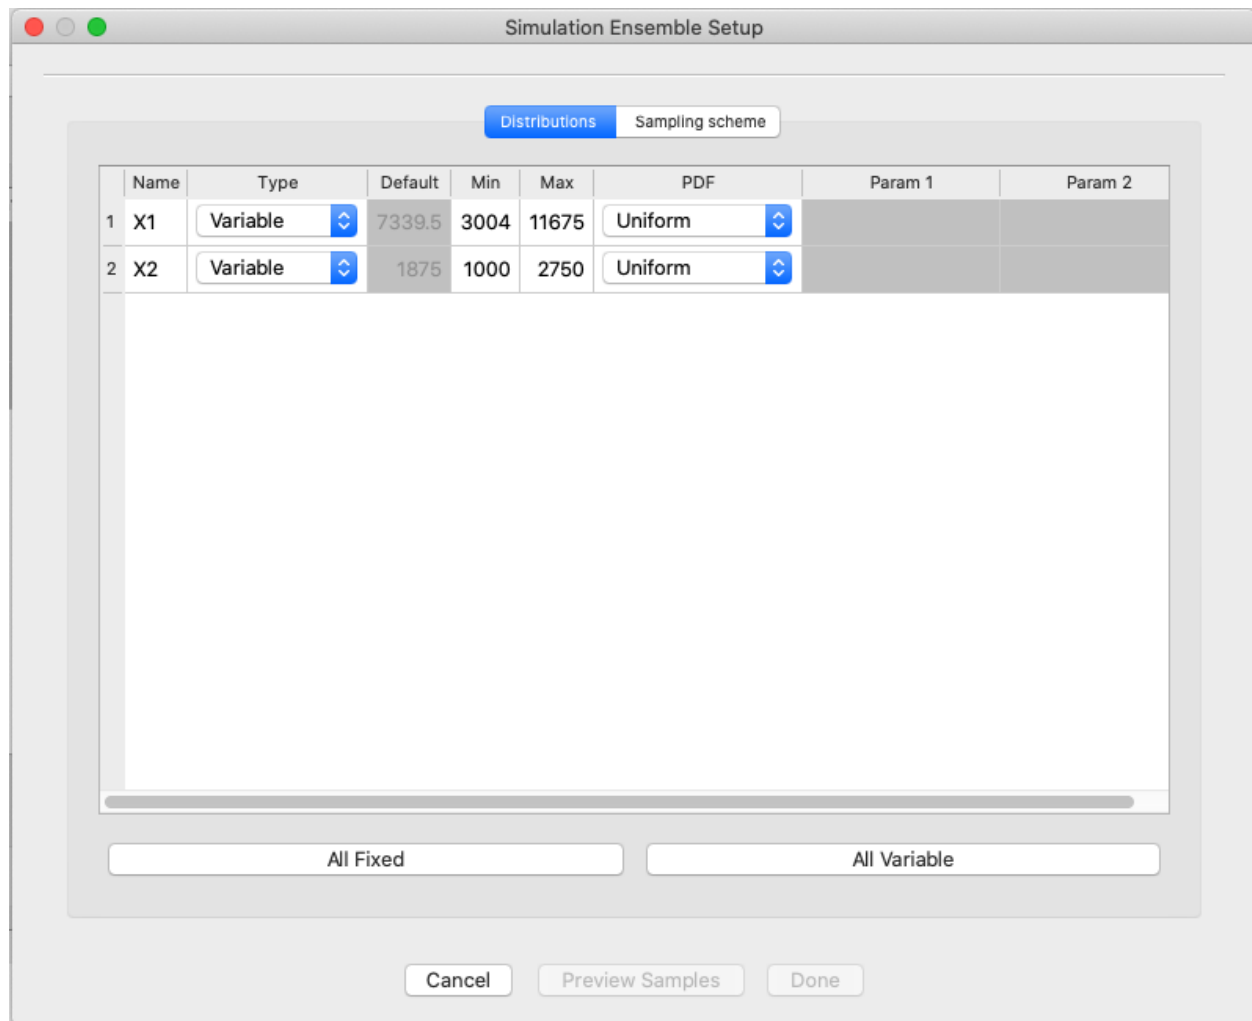 Simulation Ensemble Setup
Distributions Sampling scheme
Name Type Default Min Max PDF Param 1 Param 2
1 X1 Variable 7339.5 3004 11675 Uniform
2 X2 Variable 1875 1000 2750 Uniform
All Fixed All Variable
Cancel Preview Samples Done